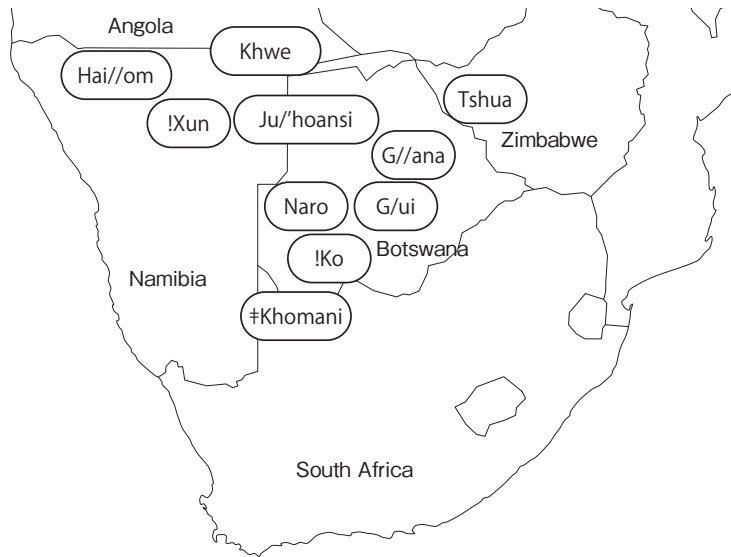 Angola
Khwe
Hai//om
Tshua
!Xun
Ju/'hoansi
Zimbabwe
G//ana
Naro
G/ui
Botswana
!Ko
Namibia
ǂKhomani
South Africa